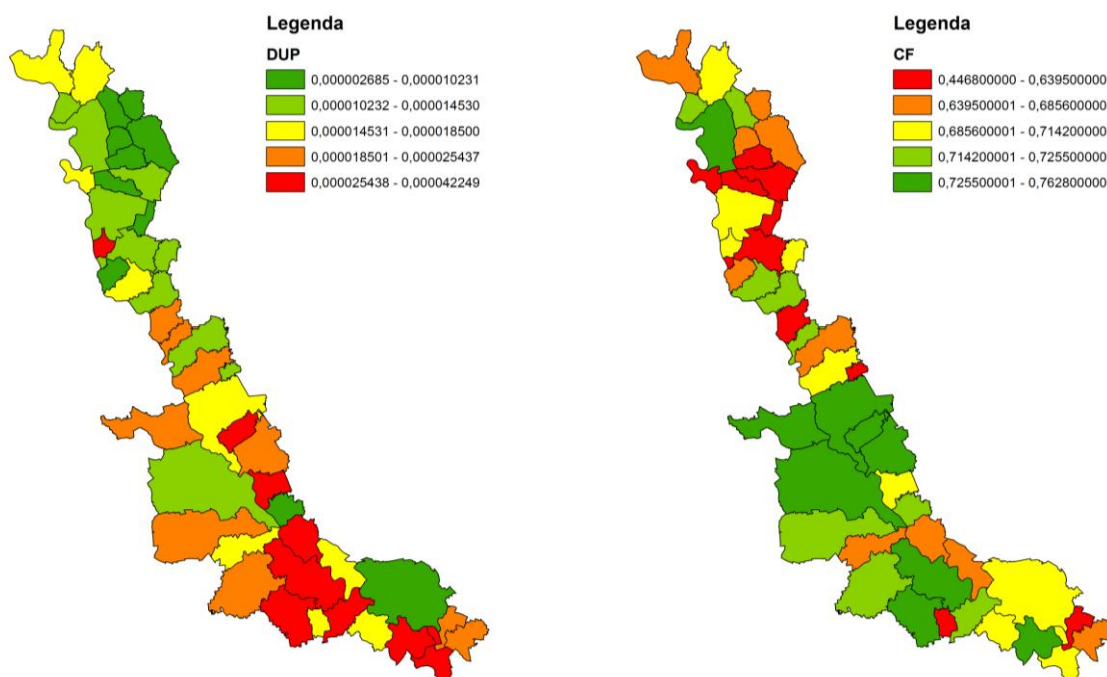 Legenda
DUP
0,000002685 - 0,000010231
0,000010232 - 0,000014530
0,000014531 - 0,000018500
0,000018501 - 0,000025437
0,000025438 - 0,000042249
Legenda
CF
0,446800000 - 0,639500000
0,639500001 - 0,685600000
0,685600001 - 0,714200000
0,714200001 - 0,725500000
0,725500001 - 0,762800000